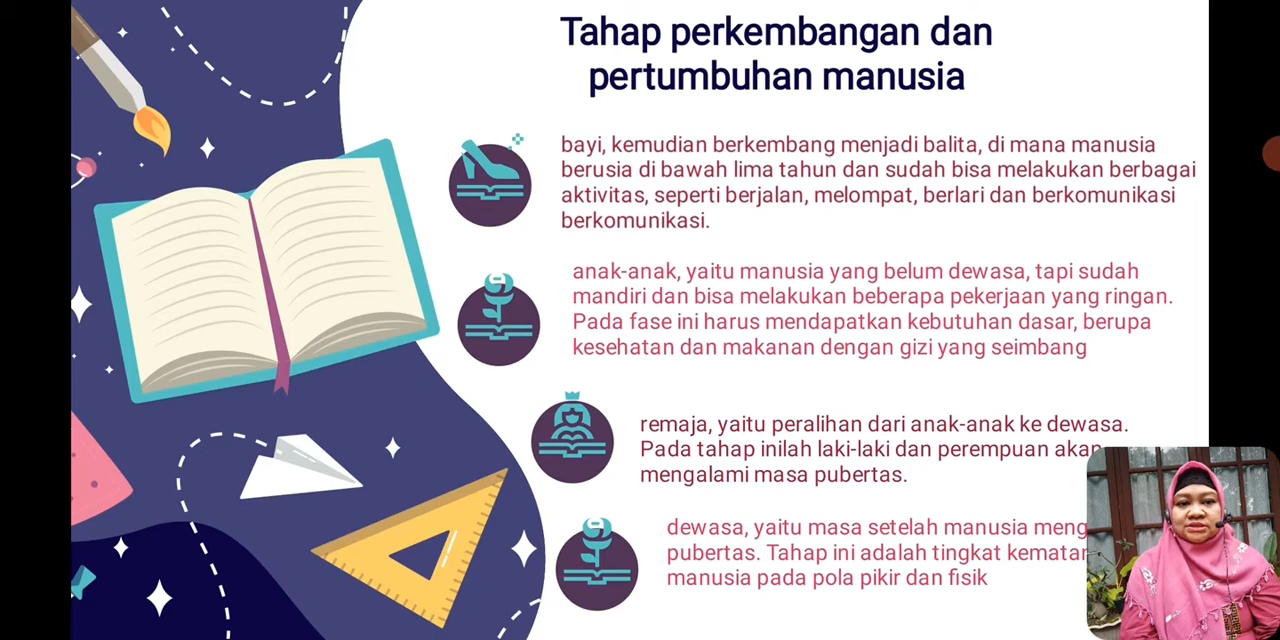 Tahap perkembangan dan
pertumbuhan manusia
bayi, kemudian berkembang menjadi balita, di mana manusia
berusia di bawah lima tahun dan sudah bisa melakukan berbagai
aktivitas, seperti berjalan, melompat, berlari dan berkomunikasi
berkomunikasi.
anak-anak, yaitu manusia yang belum dewasa, tapi sudah
mandiri dan bisa melakukan beberapa pekerjaan yang ringan.
Pada fase ini harus mendapatkan kebutuhan dasar, berupa
kesehatan dan makanan dengan gizi yang seimbang
remaja, yaitu peralihan dari anak-anak ke dewasa.
Pada tahap inilah laki-laki dan perempuan akan
mengalami masa pubertas.
dewasa, yaitu masa setelah manusia
pubertas. Tahap ini adalah tingkat
manusia pada pola pikir dan fisik